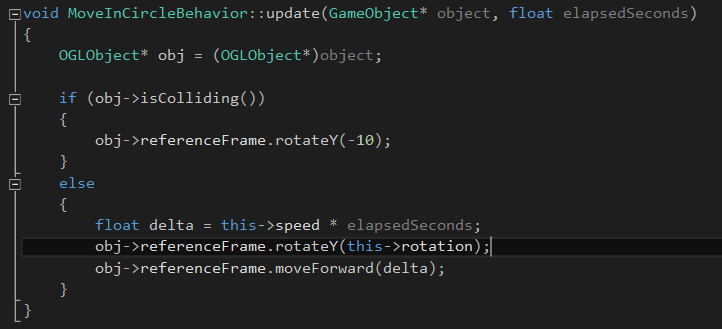 void MoveInCircleBehavior::update(GameObject* object, float elapsedSeconds)
{
    OGLObject* obj = (OGLObject*)object;

    if (obj->isColliding())
    {
        obj->referenceFrame.rotateY(-10);
    }
    else
    {
        float delta = this->speed * elapsedSeconds;
        obj->referenceFrame.rotateY(this->rotation);
        obj->referenceFrame.moveForward(delta);
    }
}